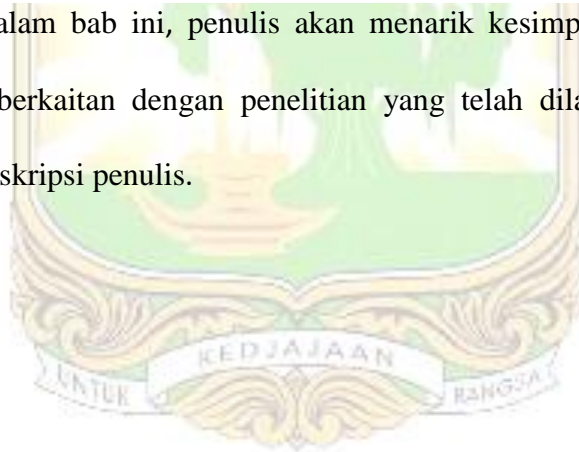 alam bab ini, penulis akan menarik kesimp
berkaitan dengan penelitian yang telah dila
skripsi penulis.
UNTUK KEDJAJAAN BANGSA